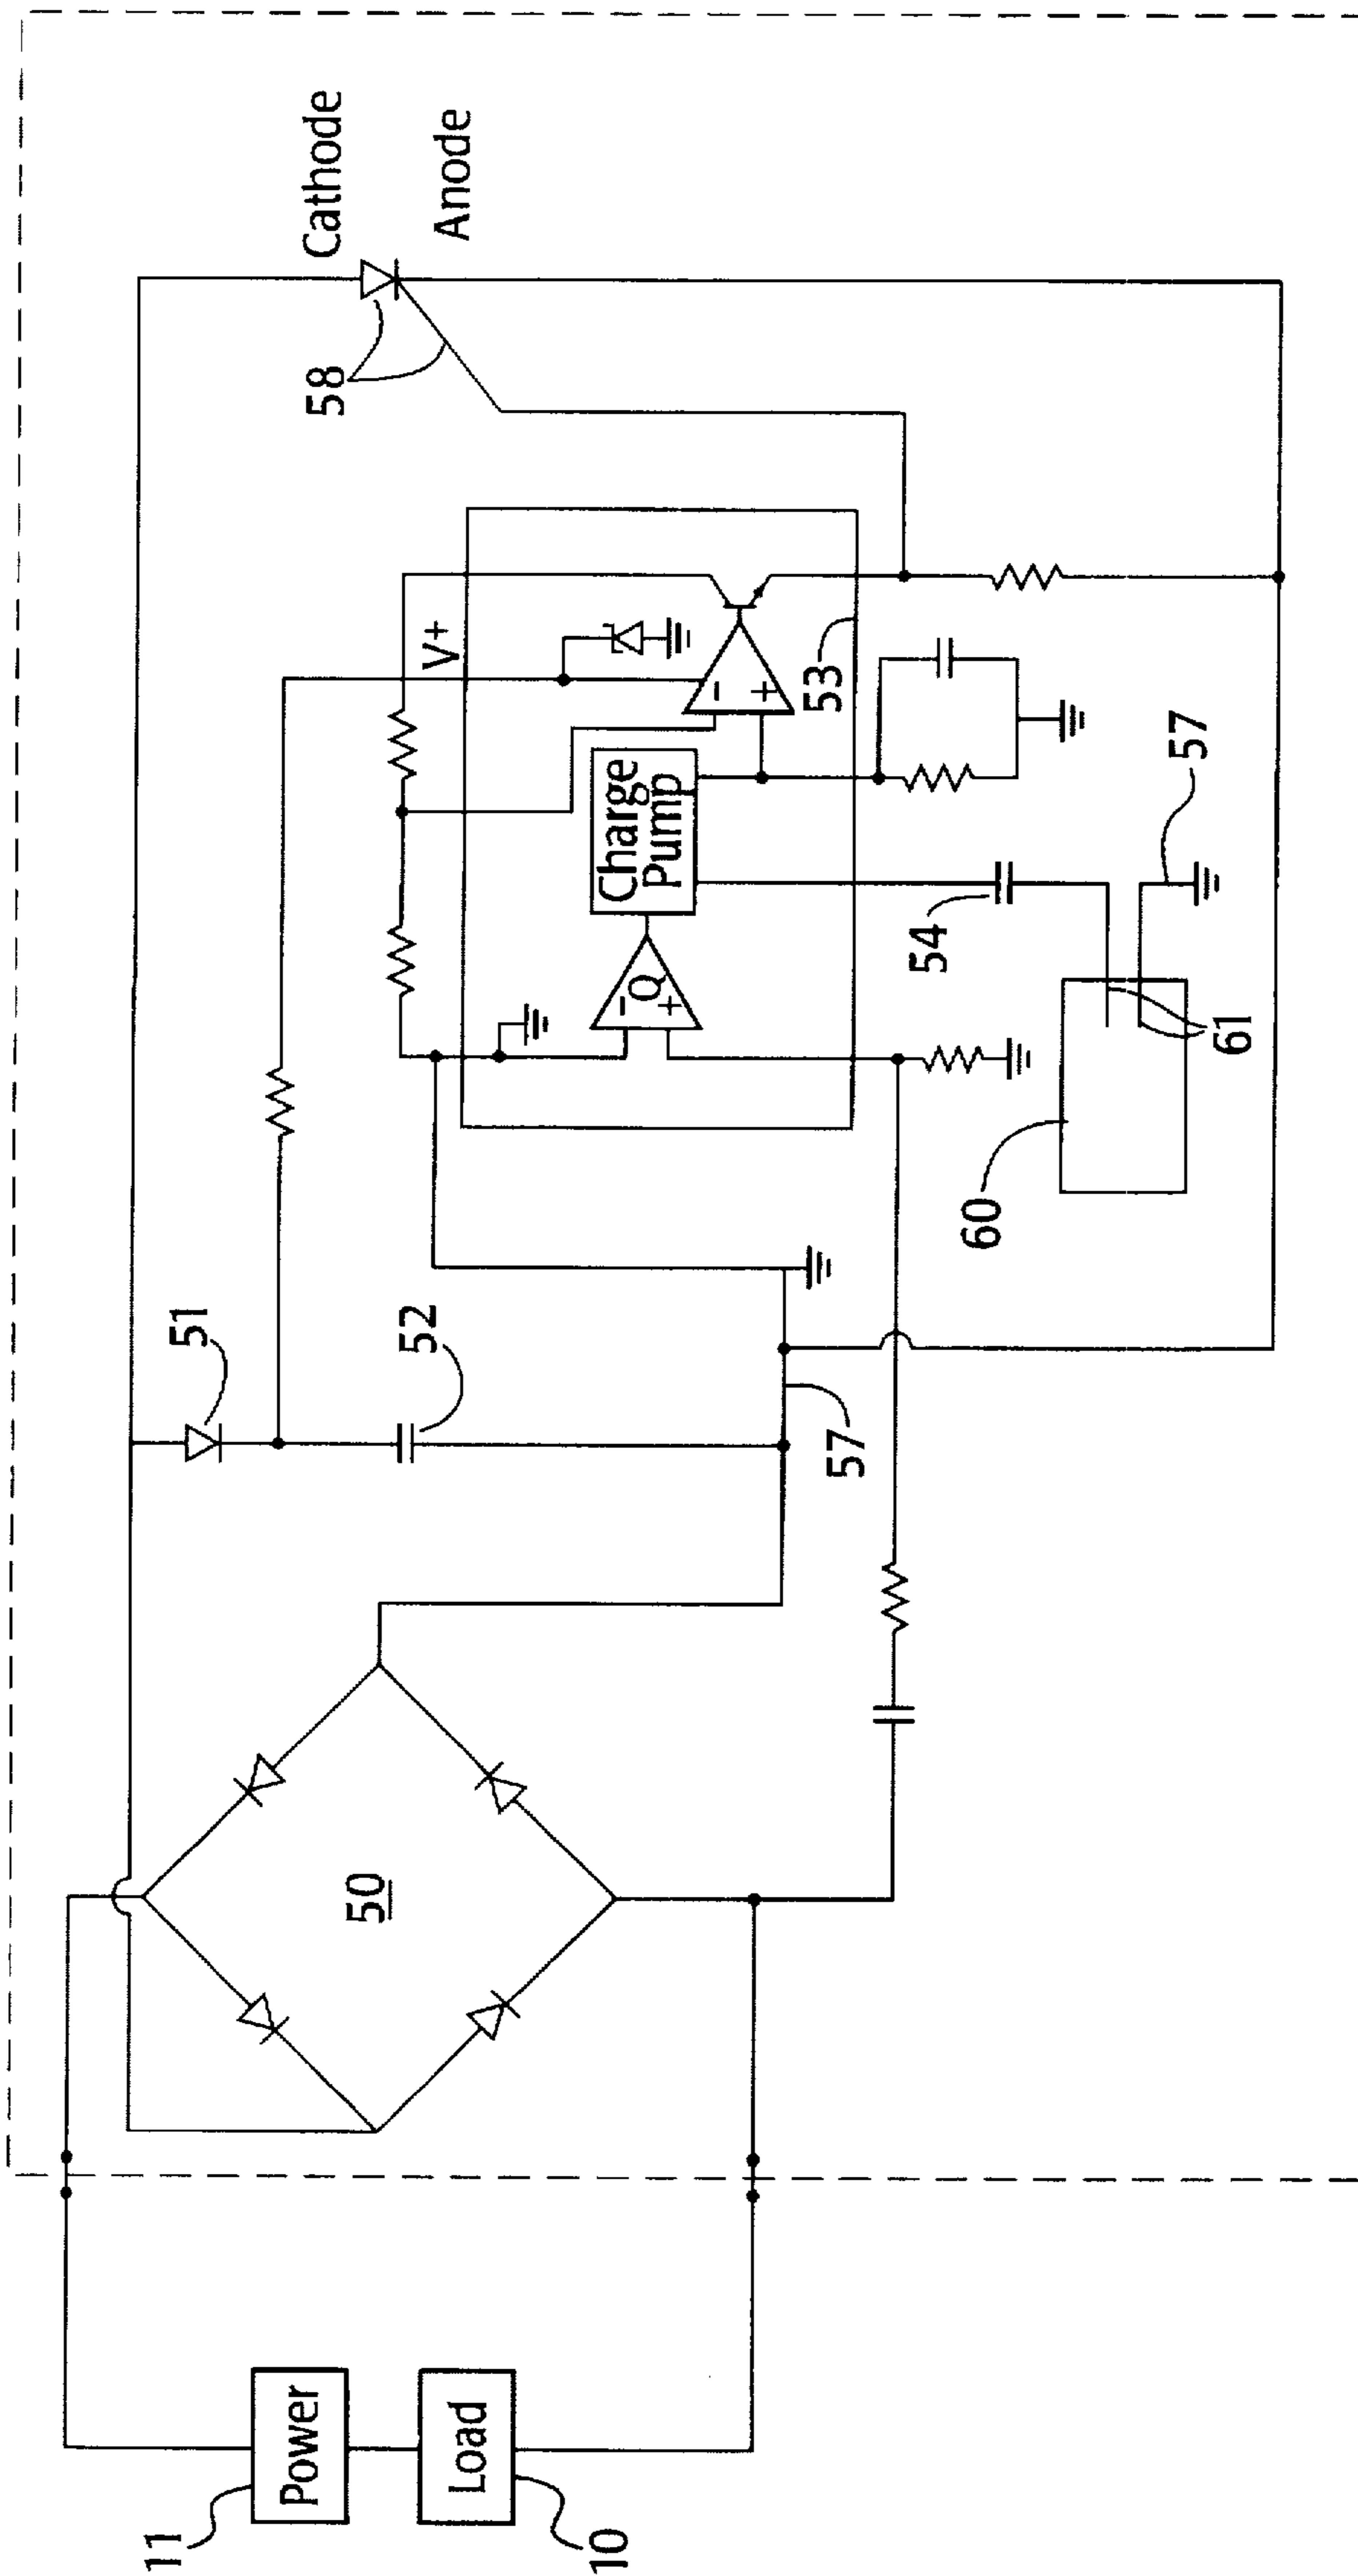 11
Power
Load
10
50
51
52
57
V+
Q
- +
Charge
Pump
- +
53
54
57
60
61
58
Cathode
Anode